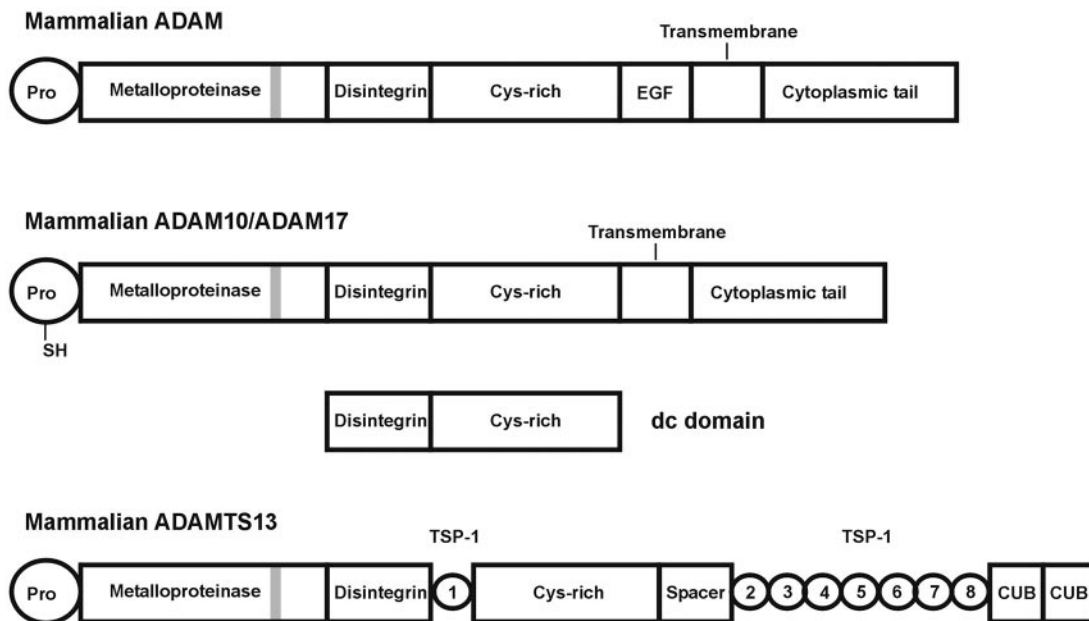 Mammalian ADAM
Transmembrane
Pro Metalloproteinase Disintegrin Cys-rich EGF Cytoplasmic tail
Mammalian ADAM10/ADAM17
Transmembrane
Pro Metalloproteinase Disintegrin Cys-rich Cytoplasmic tail
SH
Disintegrin Cys-rich dc domain
Mammalian ADAMTS13
TSP-1 TSP-1
Pro Metalloproteinase Disintegrin 1 Cys-rich Spacer 2 3 4 5 6 7 8 CUB CUB